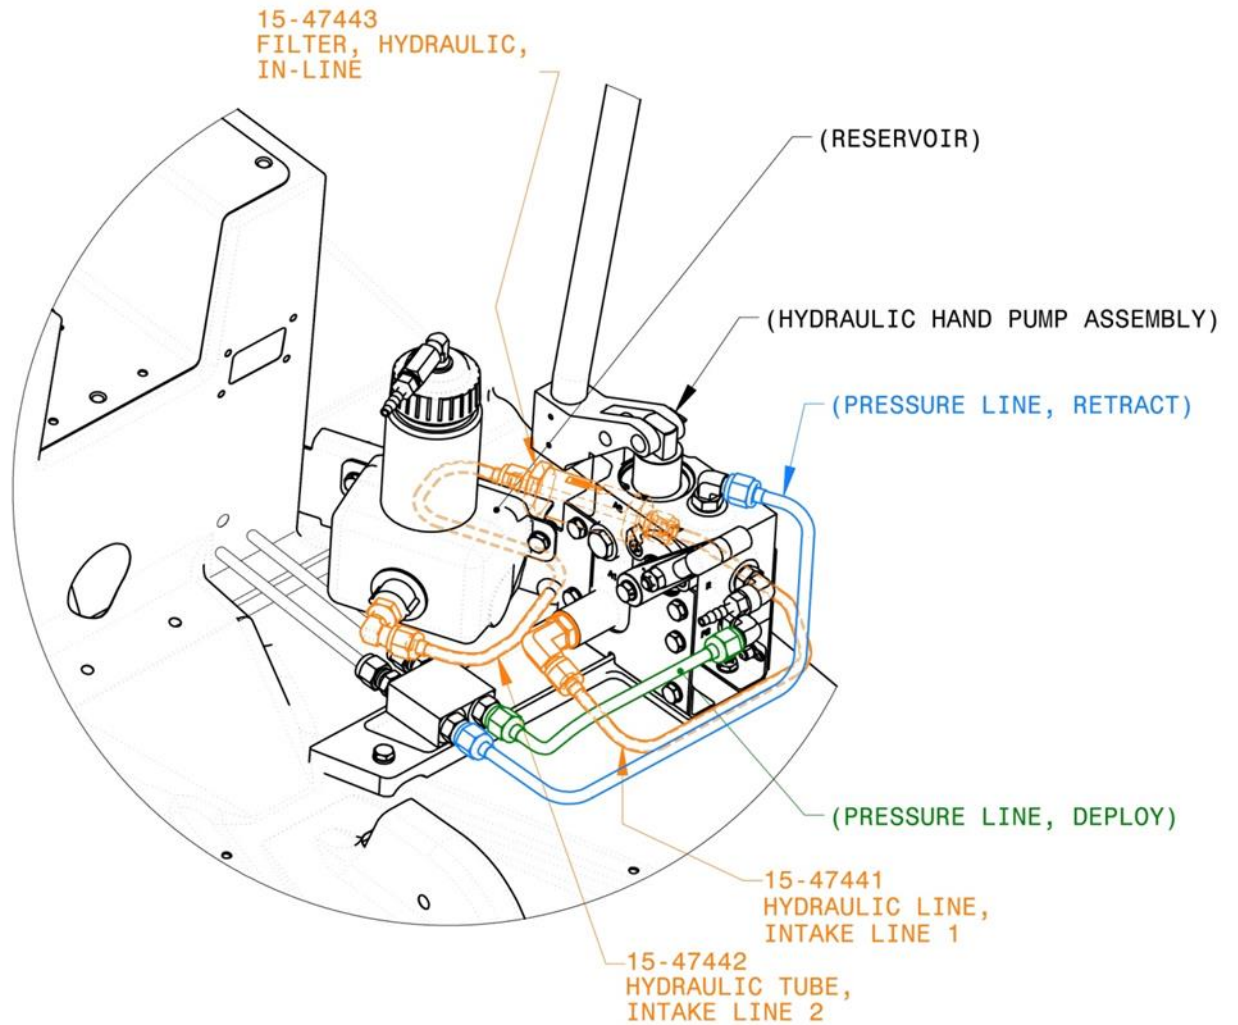 15-47443
FILTER, HYDRAULIC,
IN-LINE
(RESERVOIR)
(HYDRAULIC HAND PUMP ASSEMBLY)
(PRESSURE LINE, RETRACT)
(PRESSURE LINE, DEPLOY)
15-47441
HYDRAULIC LINE,
INTAKE LINE 1
15-47442
HYDRAULIC TUBE,
INTAKE LINE 2